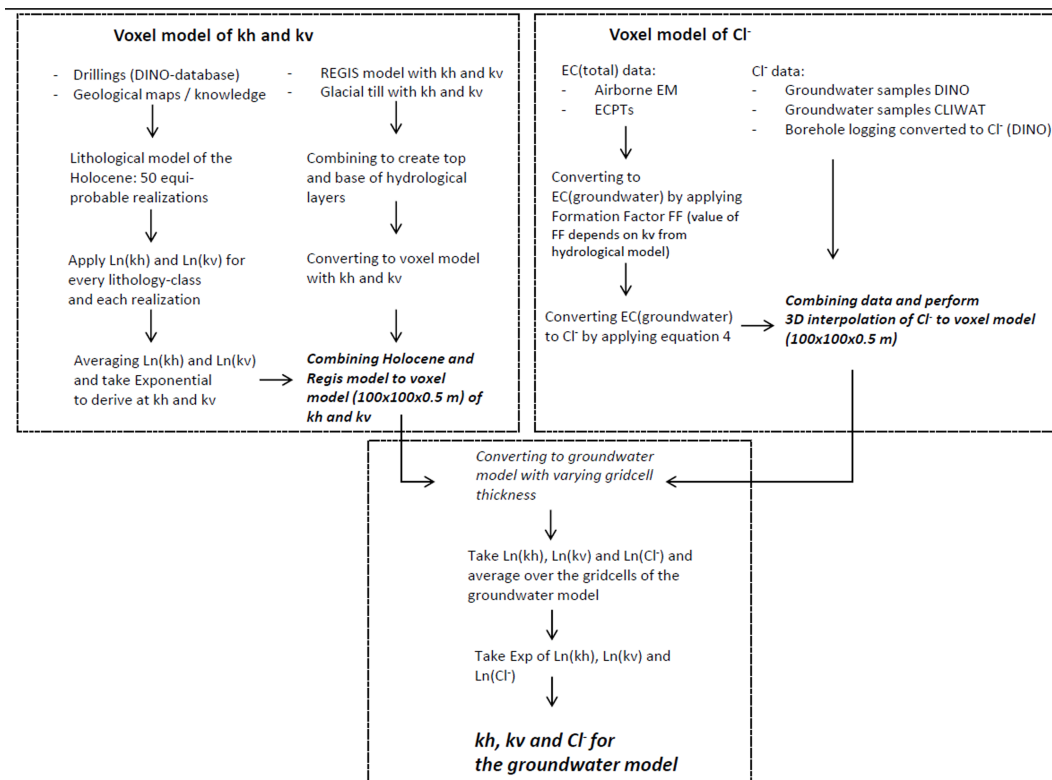 Voxel model of kh and kv
- Drillings (DINO-database)
- Geological maps / knowledge
Lithological model of the
Holocene: 50 equi-
probable realizations
Apply Ln(kh) and Ln(kv) for
every lithology-class
and each realization
Averaging Ln(kh) and Ln(kv)
and take Exponential
to derive at kh and kv
- REGIS model with kh and kv
- Glacial till with kh and kv
Combining to create top
and base of hydrological
layers
Converting to voxel model
with kh and kv
Combining Holocene and
Regis model to voxel
model (100x100x0.5 m) of
kh and kv
Voxel model of Cl⁻
EC(total) data:
- Airborne EM
- ECPTs
Converting to
EC(groundwater) by applying
Formation Factor FF (value of
FF depends on kv from
hydrological model)
Converting EC(groundwater)
to Cl⁻ by applying equation 4
Cl⁻ data:
- Groundwater samples DINO
- Groundwater samples CLIWAT
- Borehole logging converted to Cl⁻ (DINO)
Combining data and perform
3D interpolation of Cl⁻ to voxel model
(100x100x0.5 m)
Converting to groundwater
model with varying gridcell
thickness
Take Ln(kh), Ln(kv) and Ln(Cl⁻) and
average over the gridcells of the
groundwater model
Take Exp of Ln(kh), Ln(kv) and
Ln(Cl⁻)
kh, kv and Cl⁻ for
the groundwater model